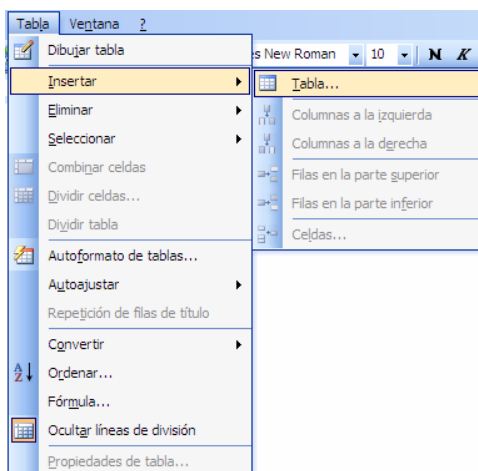 Tabla Ventana ?
Dibujar tabla
s New Roman 10 N K
Insertar
Tabla...
Eliminar
Columnas a la izquierda
Seleccionar
Columnas a la derecha
Combinar celdas
Filas en la parte superior
Dividir celdas...
Filas en la parte inferior
Dividir tabla
Celdas...
Autoformato de tablas...
Autoajustar
Repetición de filas de título
Convertir
Ordenar...
Fórmula...
Ocultar líneas de división
Propiedades de tabla...